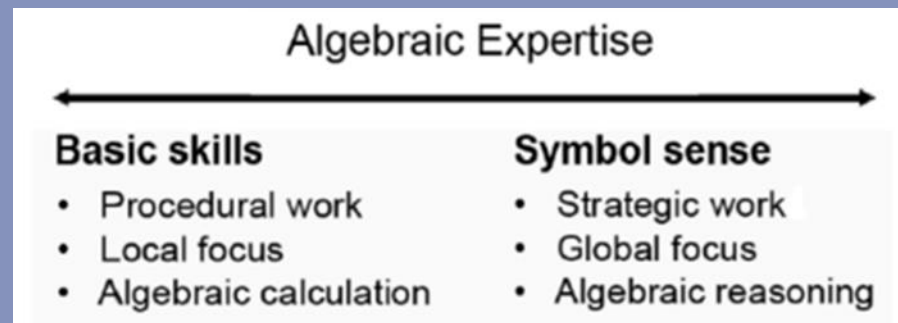 Algebraic Expertise
Basic skills
• Procedural work
• Local focus
• Algebraic calculation
Symbol sense
• Strategic work
• Global focus
• Algebraic reasoning